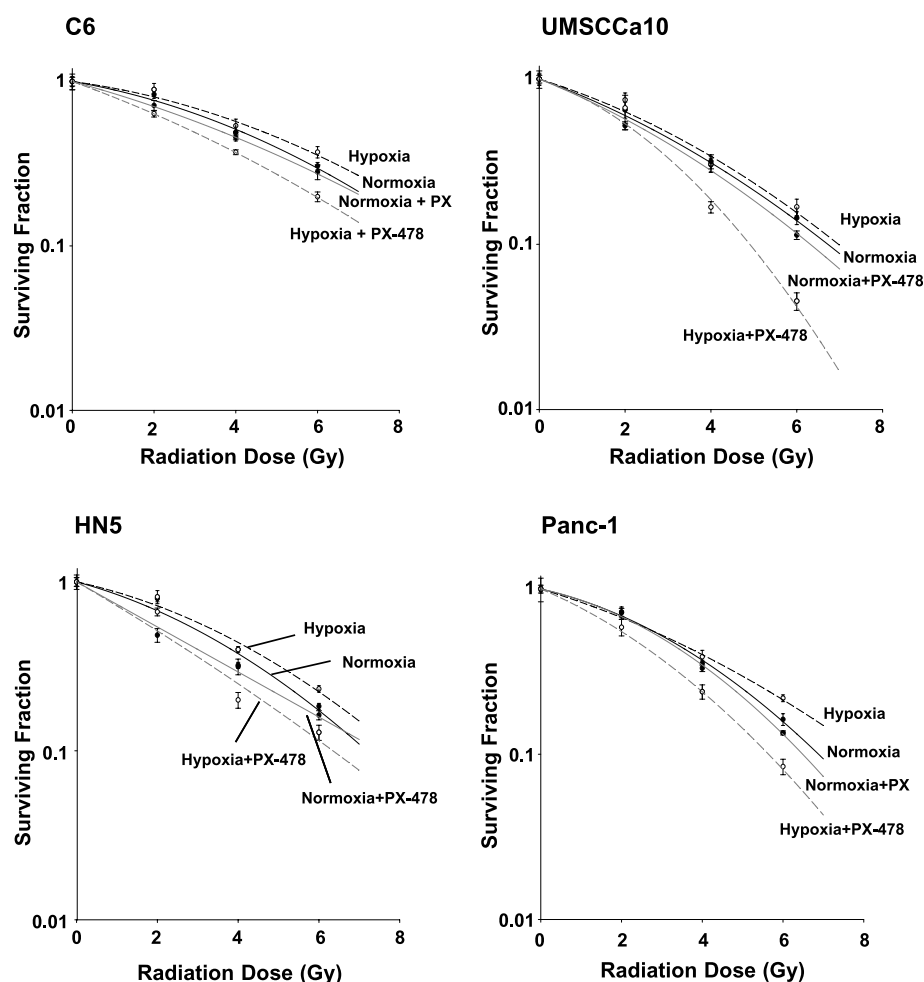 C6
Surviving Fraction
1
0.1
0.01
0
2
4
6
8
Radiation Dose (Gy)
Hypoxia
Normoxia
Normoxia + PX
Hypoxia + PX-478
UMSCCa10
Surviving Fraction
1
0.1
0.01
0
2
4
6
8
Radiation Dose (Gy)
Hypoxia
Normoxia
Normoxia+PX-478
Hypoxia+PX-478
HN5
Surviving Fraction
1
0.1
0.01
0
2
4
6
8
Radiation Dose (Gy)
Hypoxia
Normoxia
Hypoxia+PX-478
Normoxia+PX-478
Panc-1
Surviving Fraction
1
0.1
0.01
0
2
4
6
8
Radiation Dose (Gy)
Hypoxia
Normoxia
Normoxia+PX
Hypoxia+PX-478